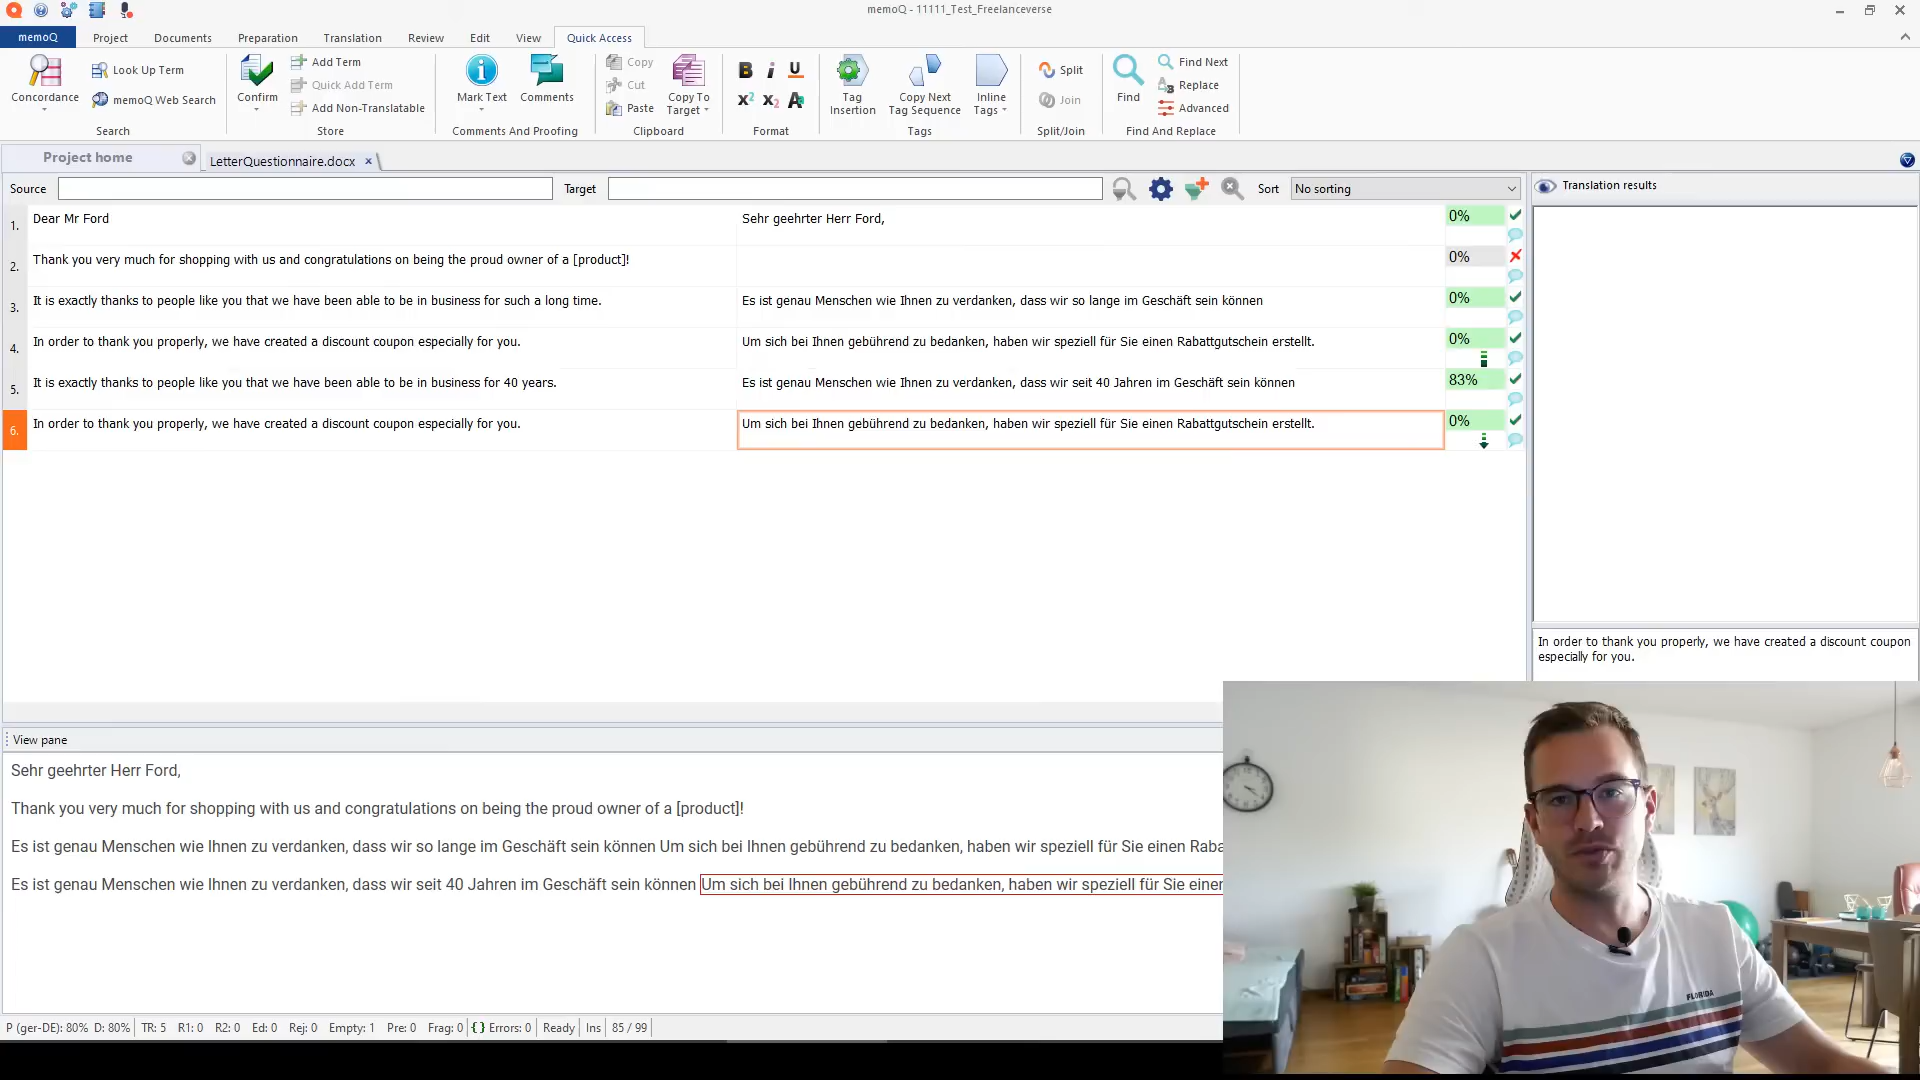 memoQ - 11111_Test_Freelanceverse
memoQ Project Documents Preparation Translation Review Edit View Quick Access
Concordance
Look Up Term
memoQ Web Search
Search
Confirm
Add Term
Quick Add Term
Add Non-Translatable
Store
Mark Text
Comments
Comments And Proofing
Copy
Cut
Paste
Copy To
Target
Clipboard
B i U
x² x₂ A
Format
Tag
Insertion
Copy Next
Tag Sequence
Inline
Tags
Tags
Split
Join
Split/Join
Find
Find Next
Replace
Advanced
Find And Replace
Project home LetterQuestionnaire.docx
Source Target Sort No sorting
Translation results
1. Dear Mr Ford Sehr geehrter Herr Ford, 0%
2. Thank you very much for shopping with us and congratulations on being the proud owner of a [product]! 0%
3. It is exactly thanks to people like you that we have been able to be in business for such a long time. Es ist genau Menschen wie Ihnen zu verdanken, dass wir so lange im Geschäft sein können 0%
4. In order to thank you properly, we have created a discount coupon especially for you. Um sich bei Ihnen gebührend zu bedanken, haben wir speziell für Sie einen Rabattgutschein erstellt. 0%
5. It is exactly thanks to people like you that we have been able to be in business for 40 years. Es ist genau Menschen wie Ihnen zu verdanken, dass wir seit 40 Jahren im Geschäft sein können 83%
6. In order to thank you properly, we have created a discount coupon especially for you. Um sich bei Ihnen gebührend zu bedanken, haben wir speziell für Sie einen Rabattgutschein erstellt. 0%
In order to thank you properly, we have created a discount coupon
especially for you.
View pane
Sehr geehrter Herr Ford,
Thank you very much for shopping with us and congratulations on being the proud owner of a [product]!
Es ist genau Menschen wie Ihnen zu verdanken, dass wir so lange im Geschäft sein können Um sich bei Ihnen gebührend zu bedanken, haben wir speziell für Sie einen Raba
Es ist genau Menschen wie Ihnen zu verdanken, dass wir seit 40 Jahren im Geschäft sein können Um sich bei Ihnen gebührend zu bedanken, haben wir speziell für Sie einer
FLORIDA
P (ger-DE): 80% D: 80% TR: 5 R1: 0 R2: 0 Ed: 0 Rej: 0 Empty: 1 Pre: 0 Frag: 0 {} Errors: 0 Ready Ins 85 / 99